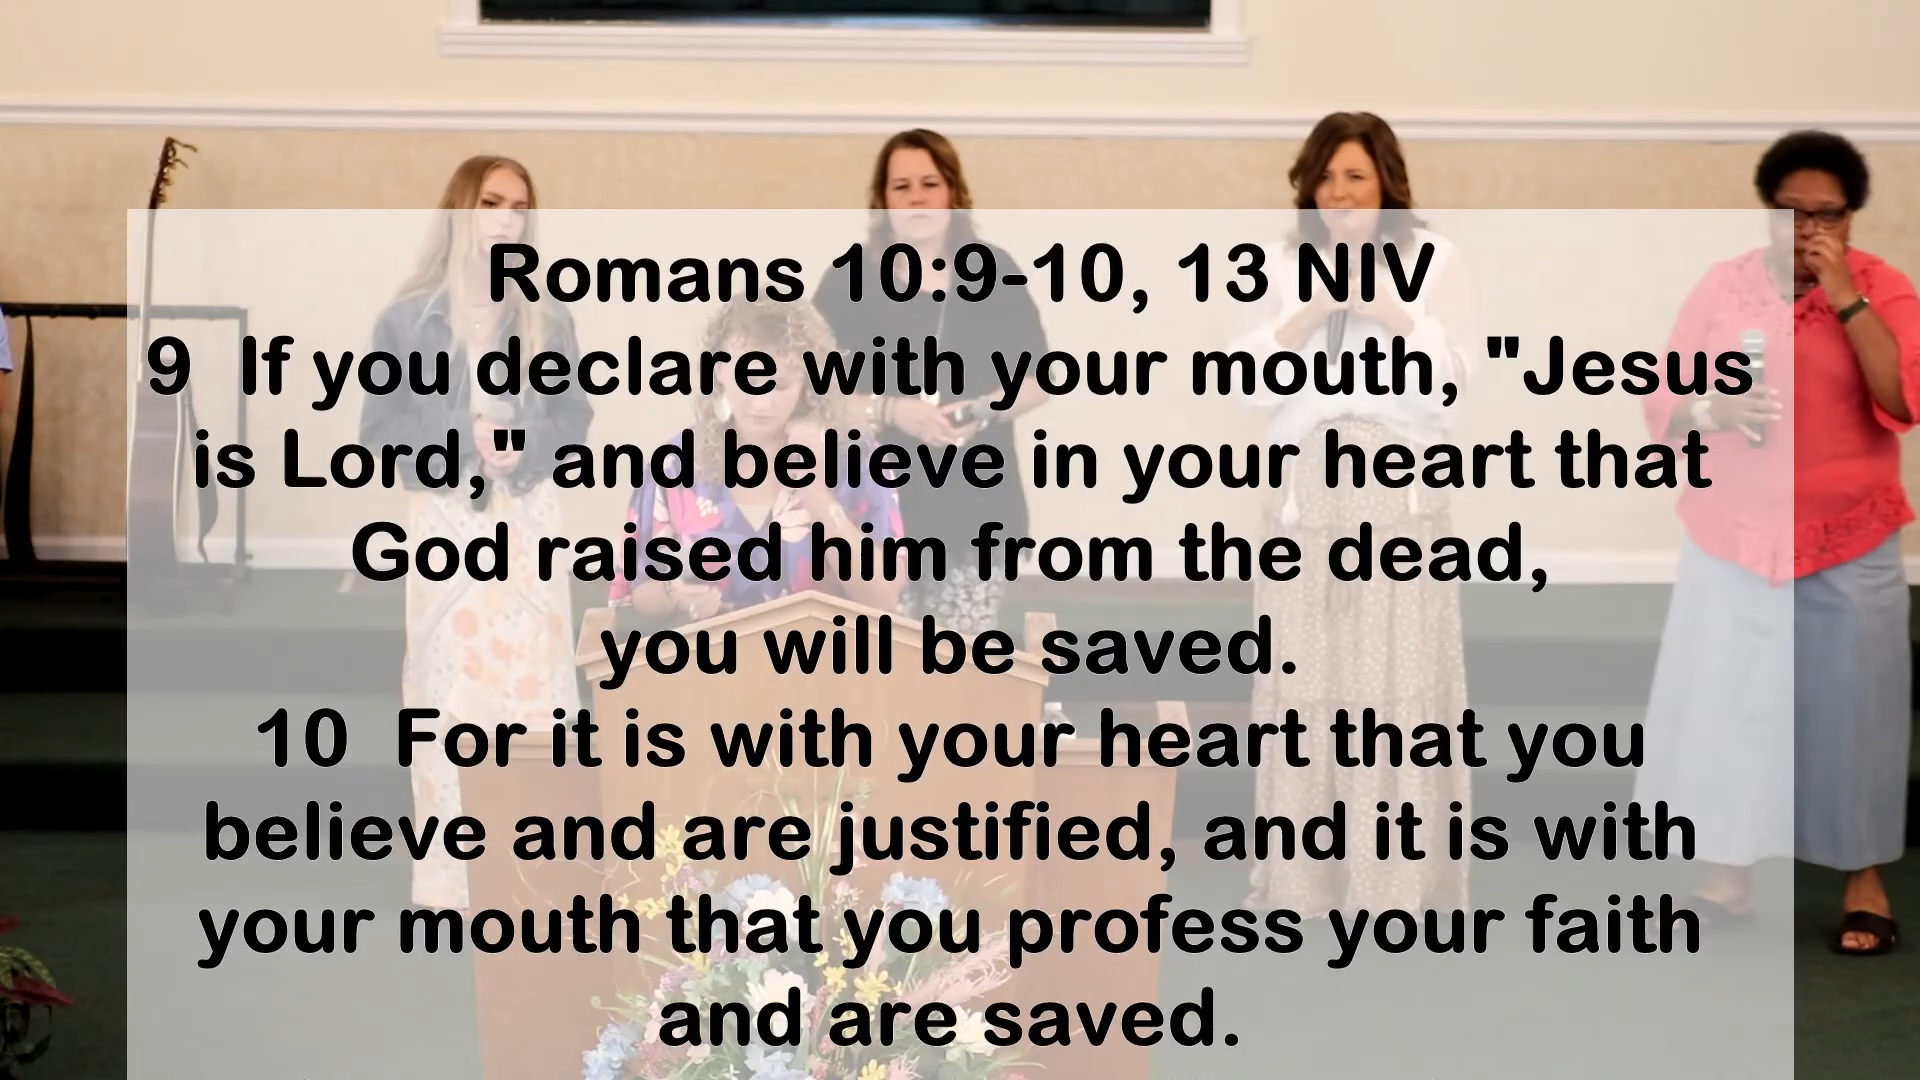 Romans 10:9-10, 13 NIV
9  If you declare with your mouth, "Jesus
is Lord," and believe in your heart that
God raised him from the dead,
you will be saved.
10  For it is with your heart that you
believe and are justified, and it is with
your mouth that you profess your faith
and are saved.